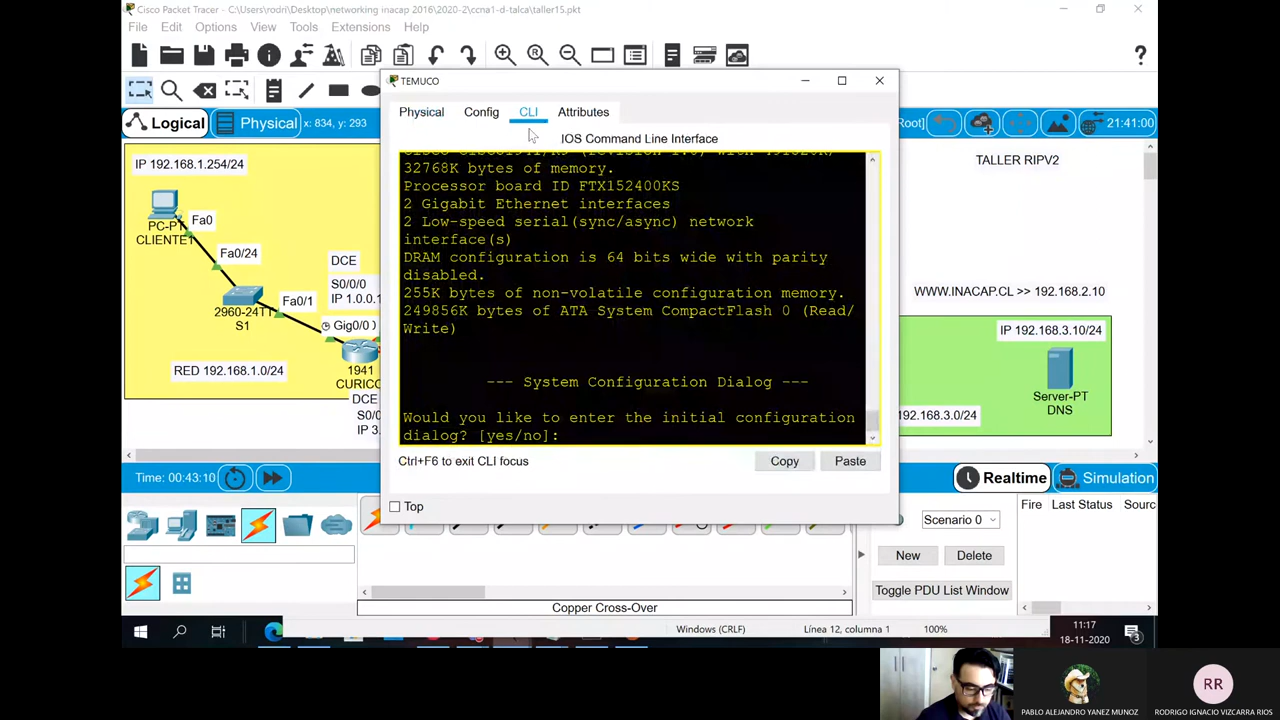 Cisco Packet Tracer - C:\Users\rodri\Desktop\networking inacap 2016\2020-2\ccna1-d-talca\taller15.pkt
File Edit Options View Tools Extensions Help
Logical Physical x: 834, y: 293
Root] 21:41:00
TEMUCO
Physical Config CLI Attributes
IOS Command Line Interface
32768K bytes of memory.
Processor board ID FTX152400KS
2 Gigabit Ethernet interfaces
2 Low-speed serial(sync/async) network
interface(s)
DRAM configuration is 64 bits wide with parity
disabled.
255K bytes of non-volatile configuration memory.
249856K bytes of ATA System CompactFlash 0 (Read/
Write)
--- System Configuration Dialog ---
Would you like to enter the initial configuration
dialog? [yes/no]:
Ctrl+F6 to exit CLI focus
Copy Paste
Top
IP 192.168.1.254/24
PC-PT
CLIENTE1
Fa0
Fa0/24
DCE
S0/0/0
IP 1.0.0.1
2960-24TT
S1
Fa0/1
Gig0/0
1941
CURICO
RED 192.168.1.0/24
DCE
S0/0/
IP 3.
TALLER RIPV2
WWW.INACAP.CL >> 192.168.2.10
IP 192.168.3.10/24
Server-PT
DNS
192.168.3.0/24
Time: 00:43:10
Realtime Simulation
Scenario 0
New Delete
Toggle PDU List Window
Fire Last Status Sourc
Copper Cross-Over
Windows (CRLF) Línea 12, columna 1 100%
11:17
18-11-2020
3
RR
PABLO ALEJANDRO YANEZ MUNOZ
RODRIGO IGNACIO VIZCARRA RIOS